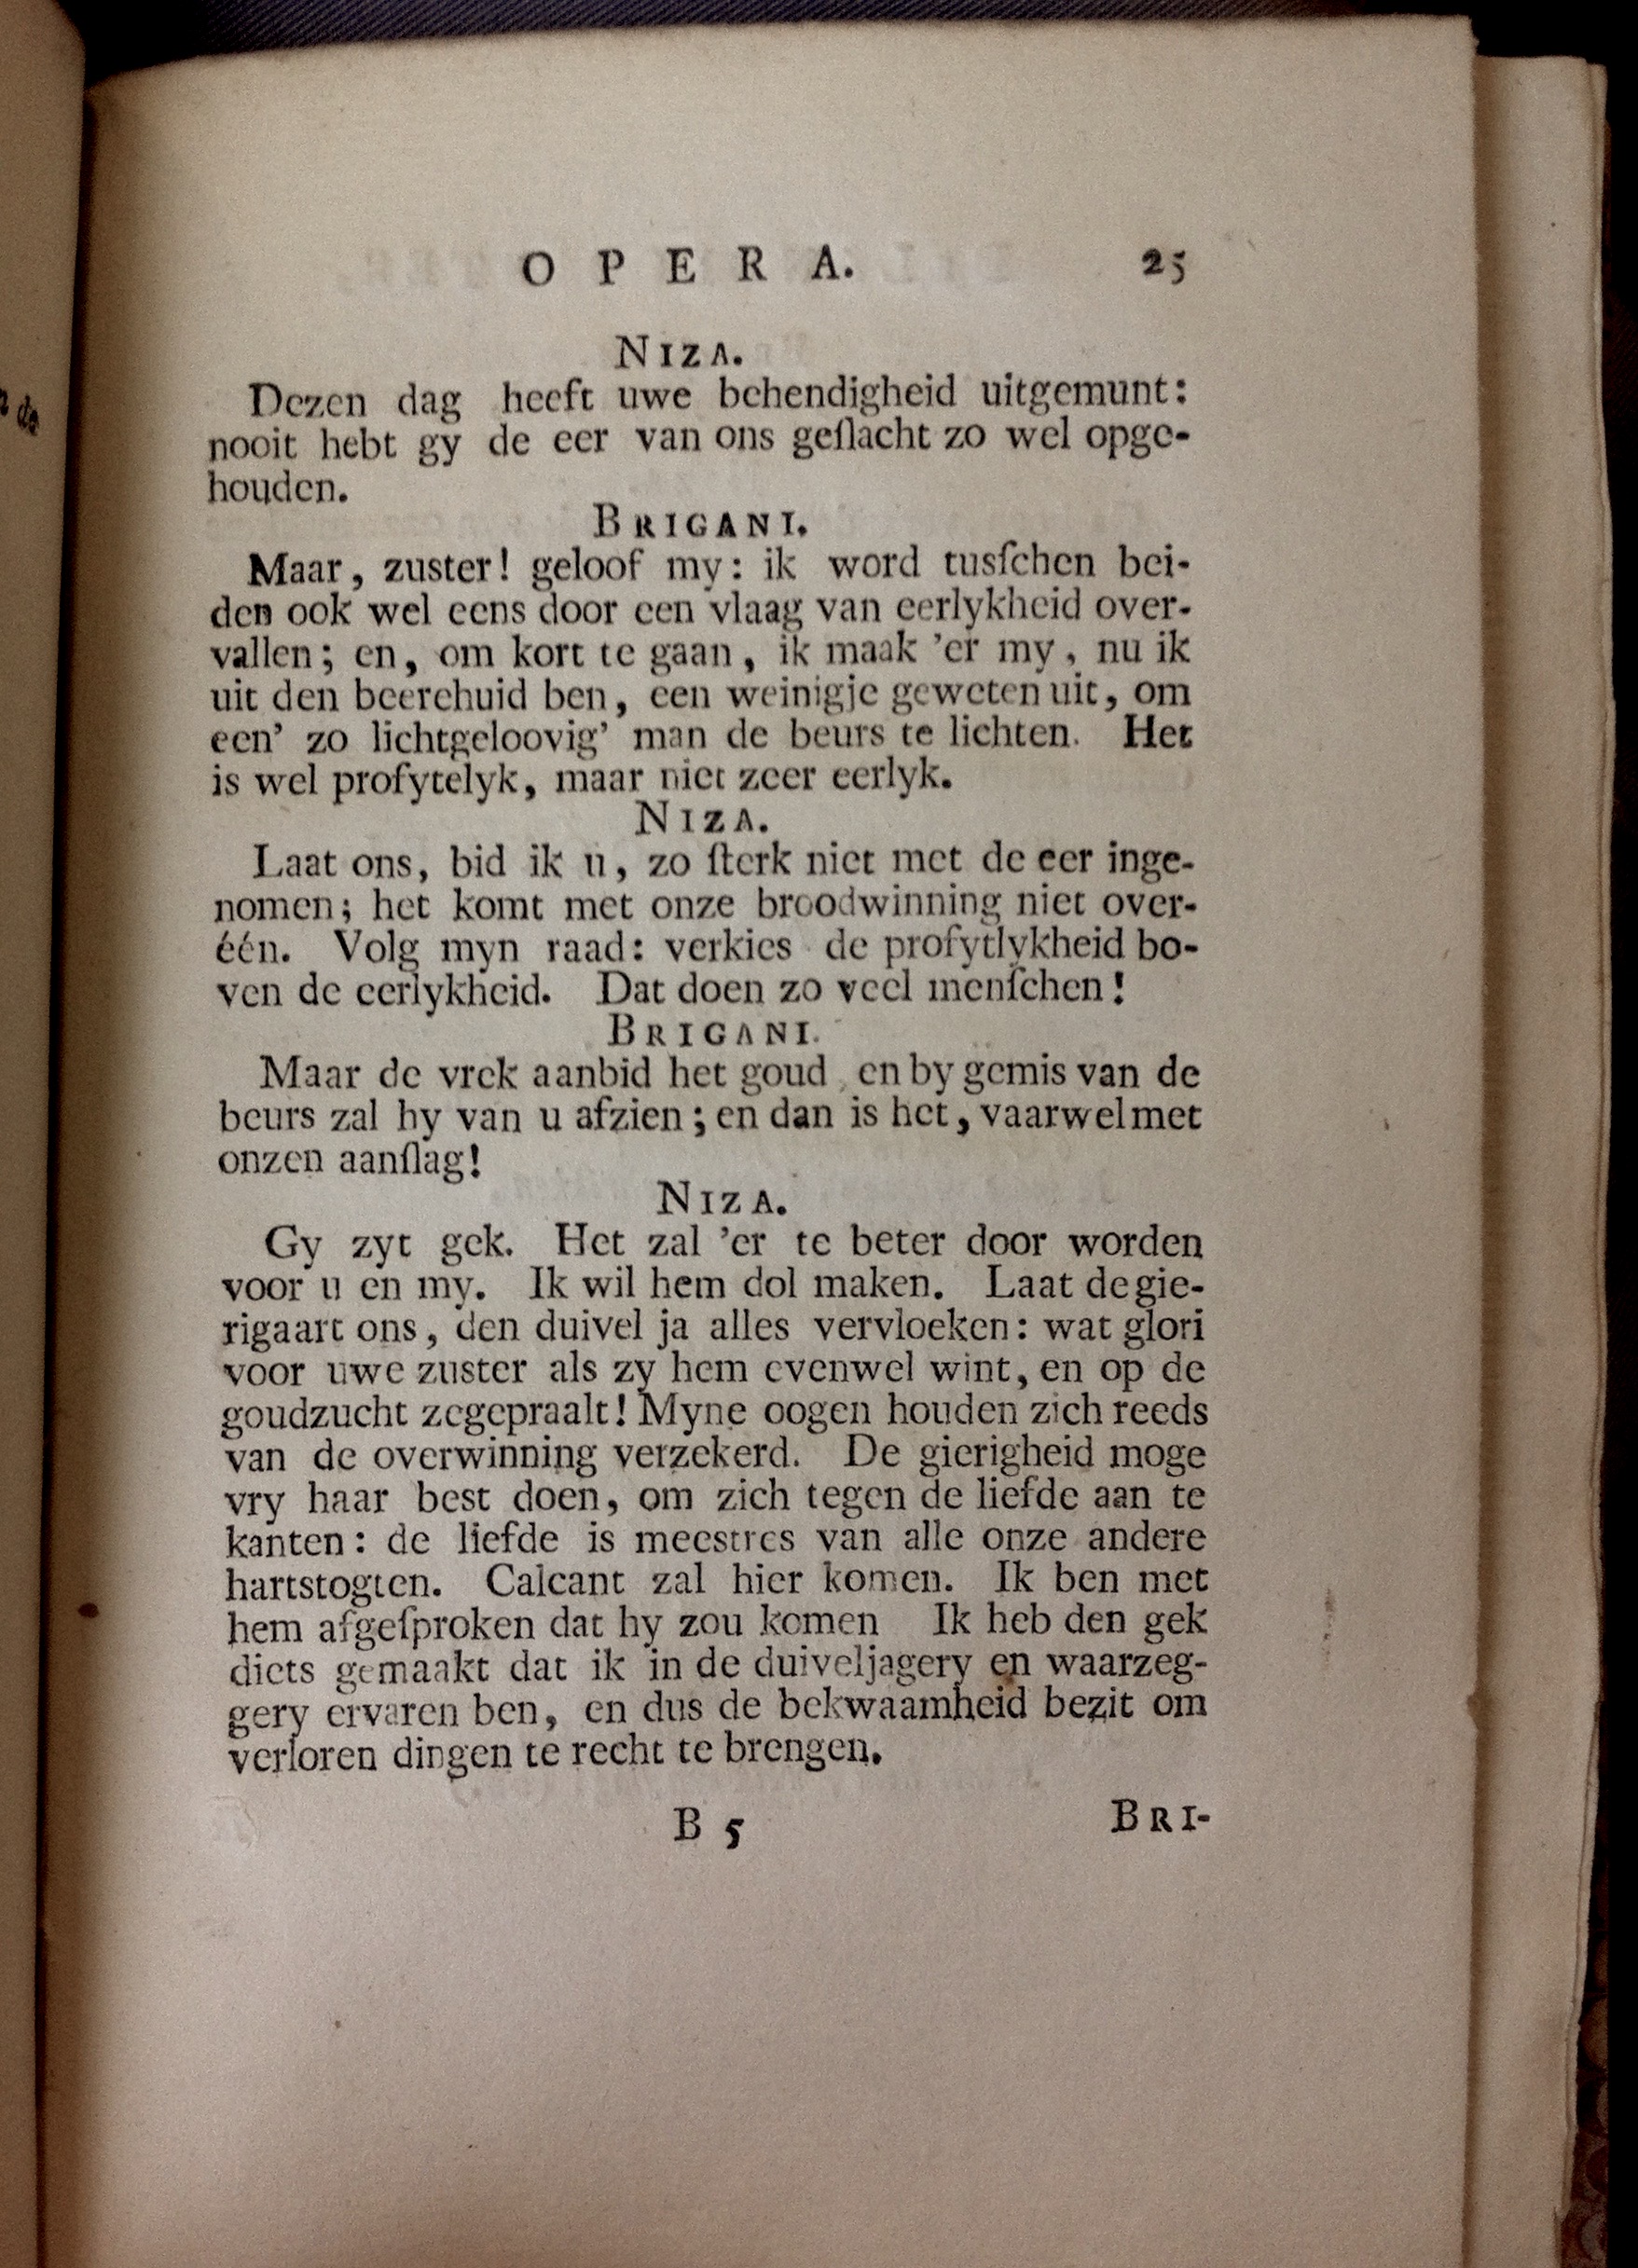 OPERA. 25
NIZA.
Dezen dag heeft uwe behendigheid uitgemunt:
nooit hebt gy de eer van ons geſlacht zo wel opge-
houden.
BRIGANI.
Maar, zuster! geloof my: ik word tusſchen bei-
den ook wel eens door een vlaag van eerlykheid over-
vallen; en, om kort te gaan, ik maak 'er my, nu ik
uit den beerehuid ben, een weinigje geweten uit, om
een' zo lichtgeloovig' man de beurs te lichten. Het
is wel profytelyk, maar niet zeer eerlyk.
NIZA.
Laat ons, bid ik u, zo ſterk niet met de eer inge-
nomen; het komt met onze broodwinning niet over-
één. Volg myn raad: verkies de profytlykheid bo-
ven de eerlykheid. Dat doen zo veel menſchen!
BRIGANI.
Maar de vrek aanbid het goud, en by gemis van de
beurs zal hy van u afzien; en dan is het, vaarwel met
onzen aanſlag!
NIZA.
Gy zyt gek. Het zal 'er te beter door worden
voor u en my. Ik wil hem dol maken. Laat de gie-
rigaart ons, den duivel ja alles vervloeken: wat glori
voor uwe zuster als zy hem evenwel wint, en op de
goudzucht zegepraalt! Myne oogen houden zich reeds
van de overwinning verzekerd. De gierigheid moge
vry haar best doen, om zich tegen de liefde aan te
kanten: de liefde is meestres van alle onze andere
hartstogten. Calcant zal hier komen. Ik ben met
hem afgeſproken dat hy zou komen Ik heb den gek
diets gemaakt dat ik in de duiveljagery en waarzeg-
gery ervaren ben, en dus de bekwaamheid bezit om
verloren dingen te recht te brengen.
B 5 BRI-